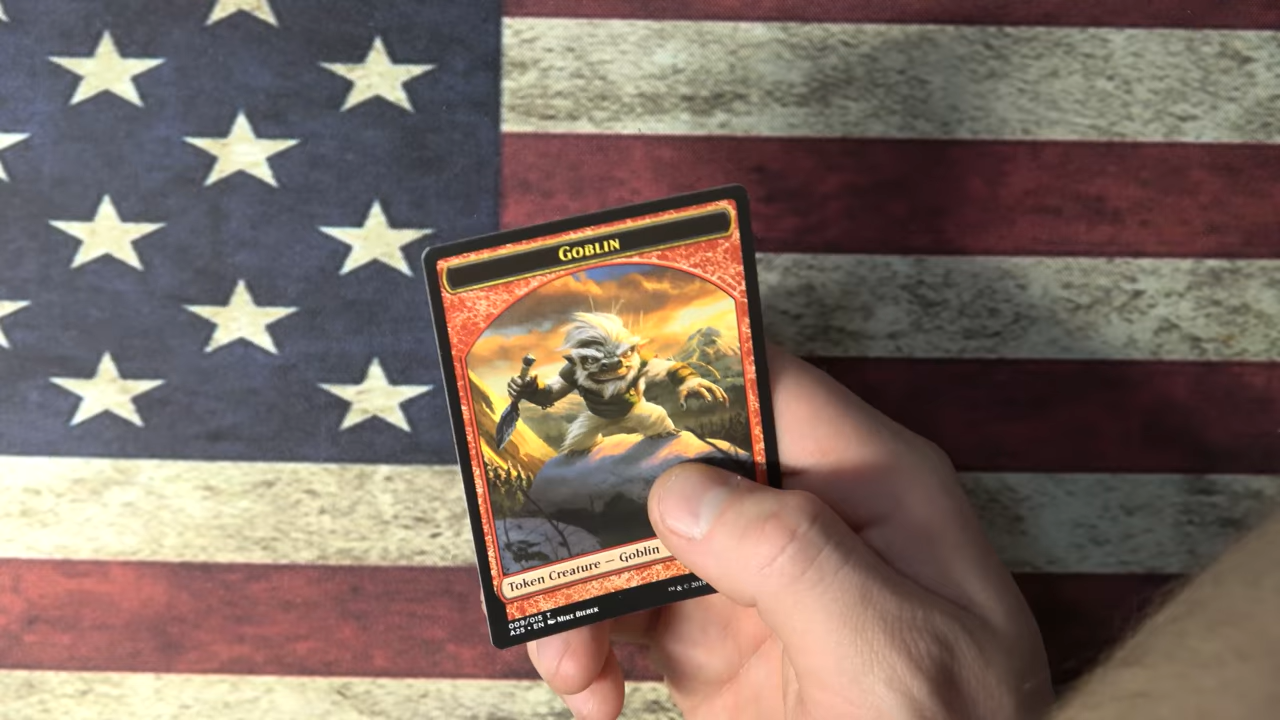 GOBLIN
Token Creature — Goblin
™ & © 2018
009/015 T
A25 • EN MIKE BIEREK